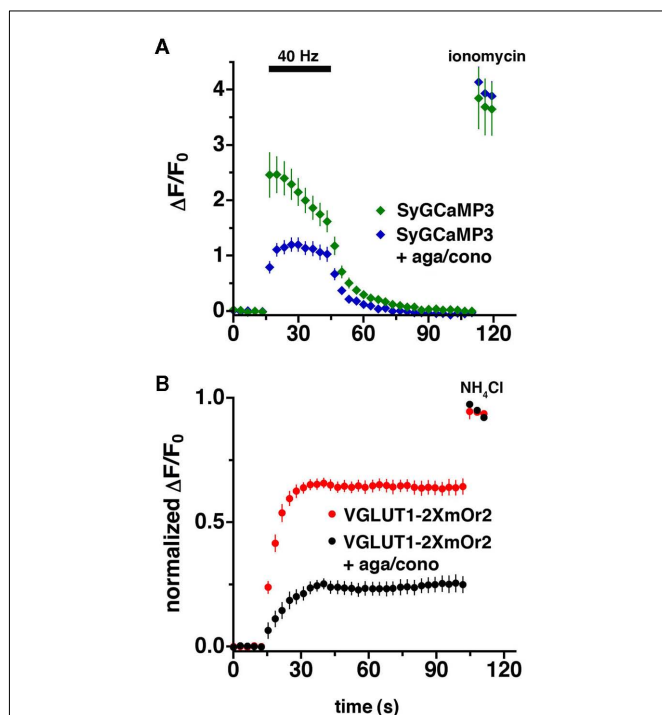 A
40 Hz
ionomycin
4
3
2
1
0
ΔF/F0
SyGCaMP3
SyGCaMP3
+ aga/cono
0
30
60
90
120
B
NH4Cl
1.0
0.5
0.0
normalized ΔF/F0
VGLUT1-2XmOr2
VGLUT1-2XmOr2
+ aga/cono
0
30
60
90
120
time (s)